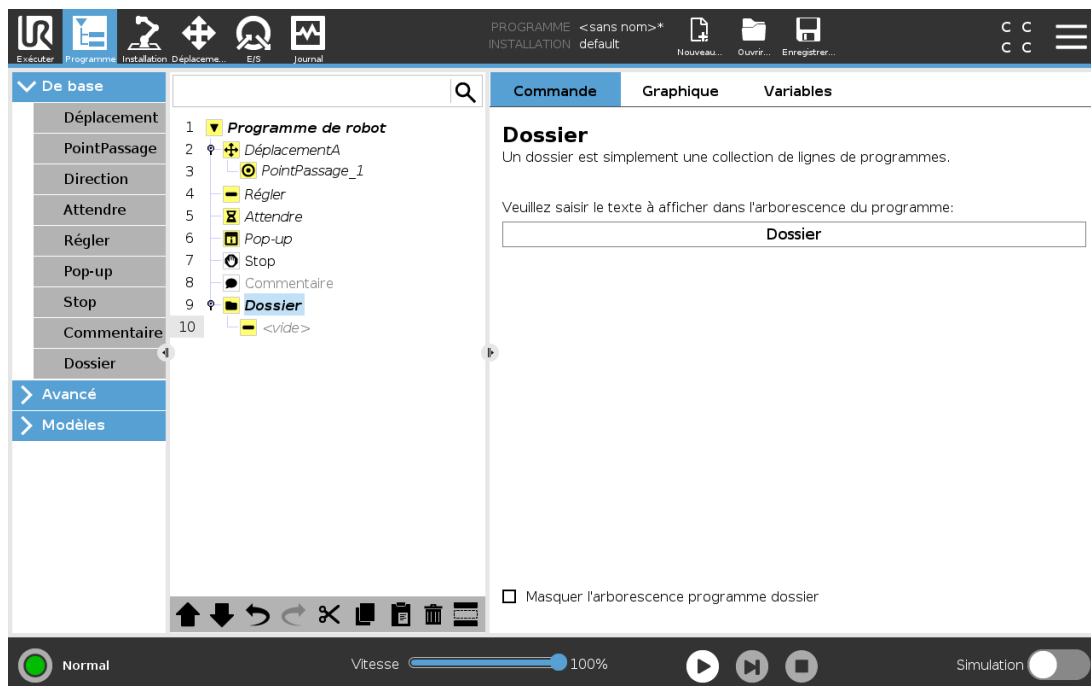 PROGRAMME <sans nom>*
INSTALLATION default
Exécuter
Programme
Installation
Déplaceme...
E/S
Journal
Nouveau...
Ouvrir...
Enregistrer...
C C
C C
De base
Déplacement
PointPassage
Direction
Attendre
Régler
Pop-up
Stop
Commentaire
Dossier
Avancé
Modèles
1 Programme de robot
2 DéplacementA
3 PointPassage_1
4 Régler
5 Attendre
6 Pop-up
7 Stop
8 Commentaire
9 Dossier
10 <vide>
Commande Graphique Variables
Dossier
Un dossier est simplement une collection de lignes de programmes.
Veuillez saisir le texte à afficher dans l'arborescence du programme:
Dossier
Masquer l'arborescence programme dossier
Normal
Vitesse 100%
Simulation